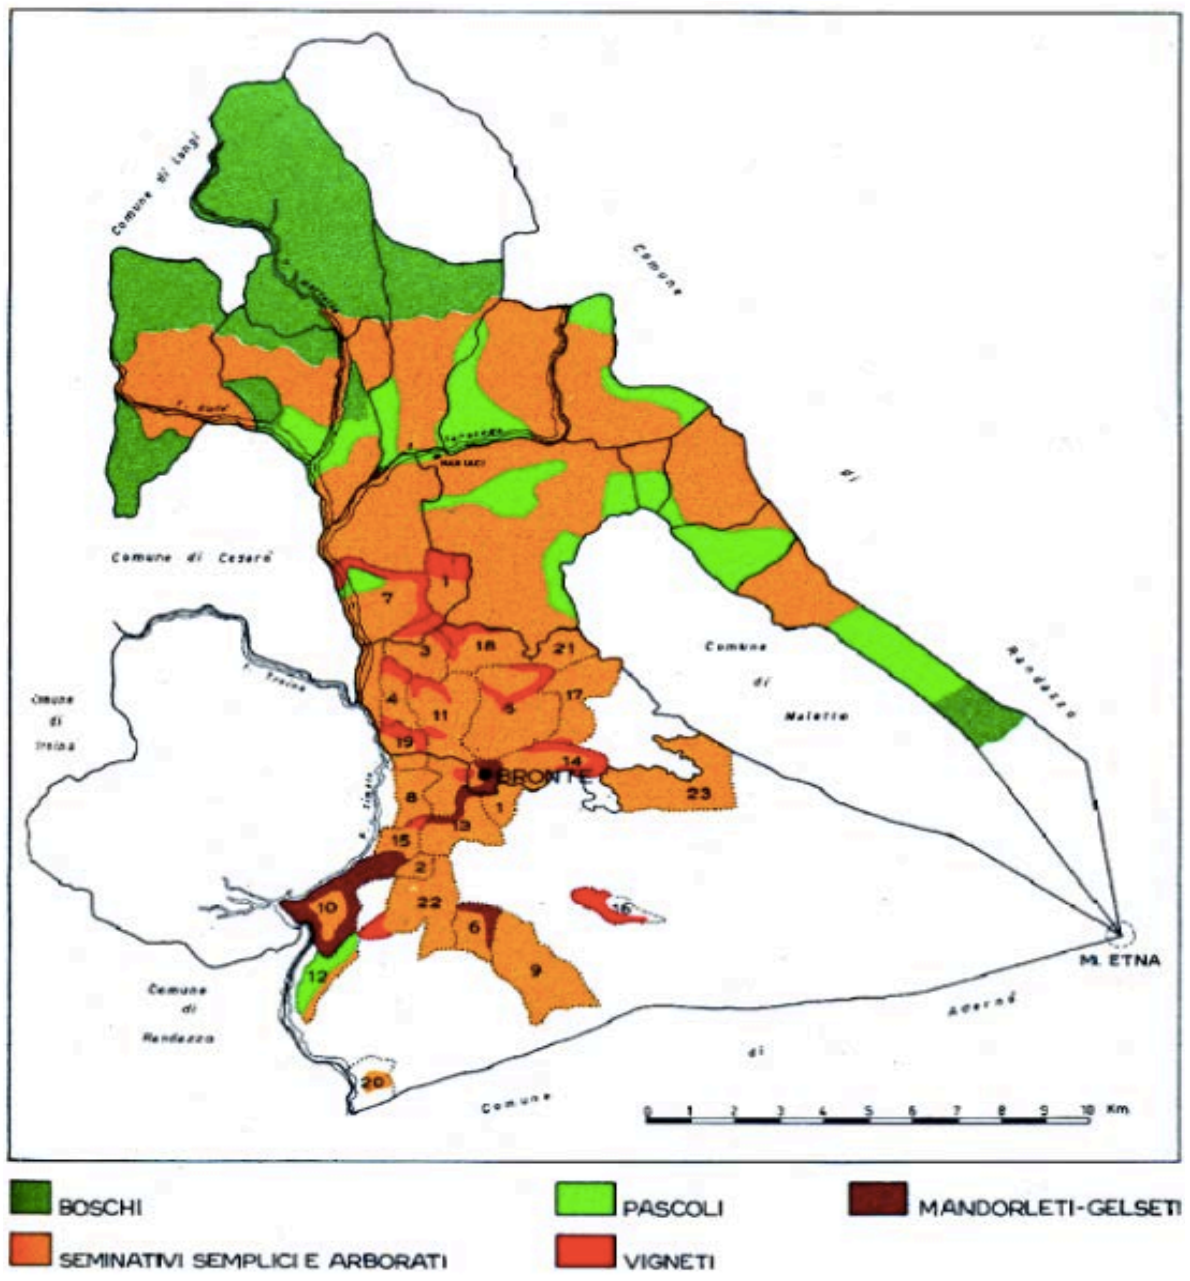 Comune di Longi
Comune
di
Randazzo
MANIACI
Comune di Cesarò
1
7
3
18
21
Comune
di
Maletto
T. Troina
Comune
di
Troina
4
11
5
17
19
14
BRONTE
23
8
1
13
15
2
10
22
6
16
9
12
M. ETNA
Comune
di
Randazzo
Adernò
di
Comune
20
0 1 2 3 4 5 6 7 8 9 10 Km.
BOSCHI
PASCOLI
MANDORLETI-GELSETI
SEMINATIVI SEMPLICI E ARBORATI
VIGNETI